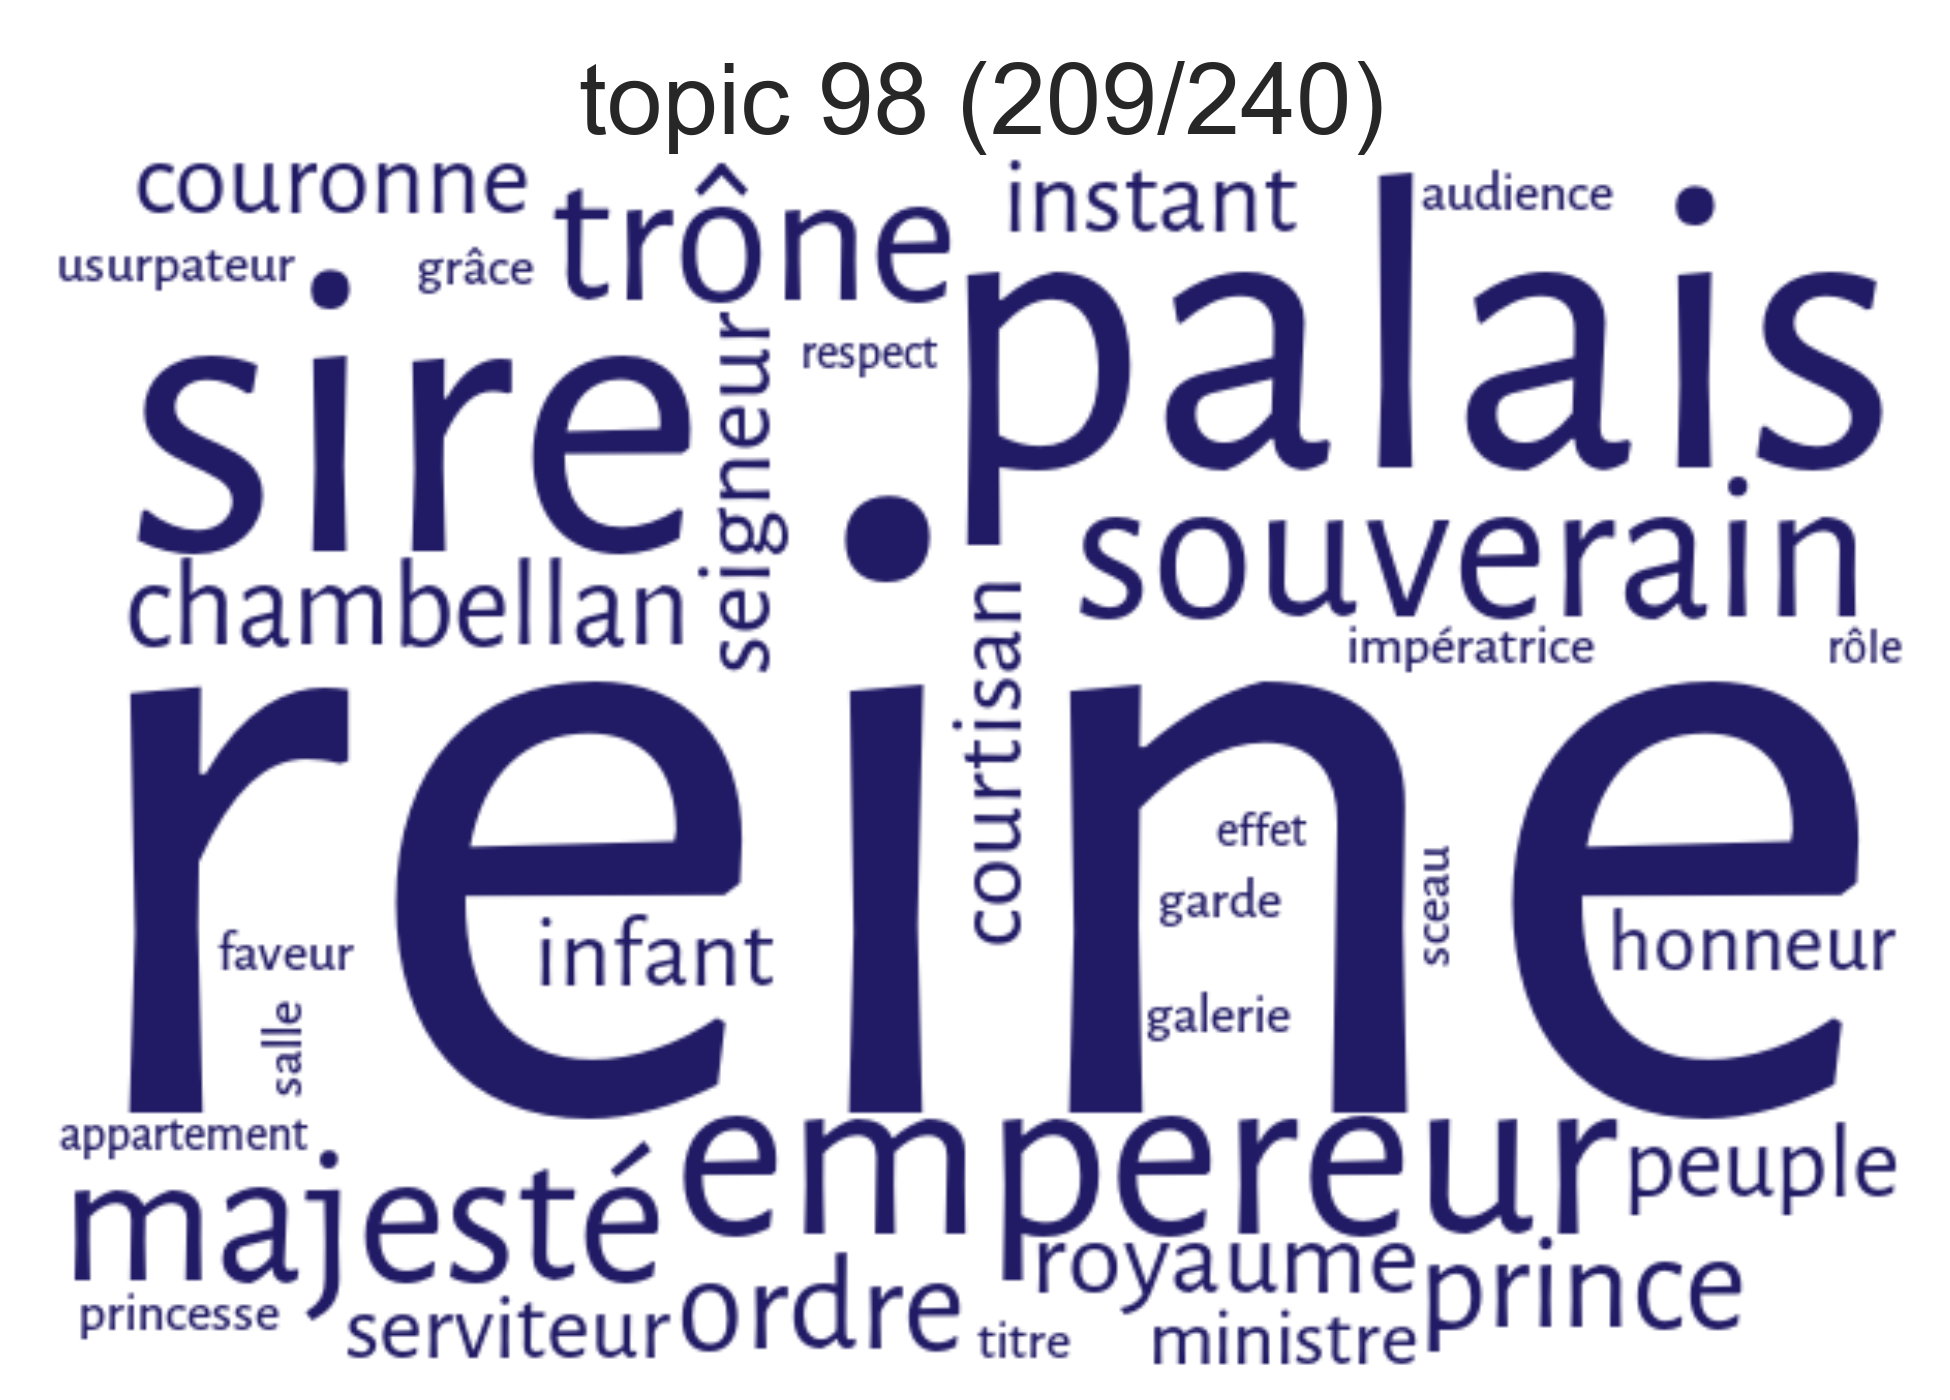 topic 98 (209/240)
couronne
trône
instant
audience
usurpateur
grâce
palais
sire
seigneur
respect
souverain
chambellan
courtisan
impératrice
rôle
reine
effet
garde
sceau
faveur
infant
honneur
salle
galerie
appartement
majesté
empereur
peuple
princesse
serviteur
ordre
royaume
prince
titre
ministre